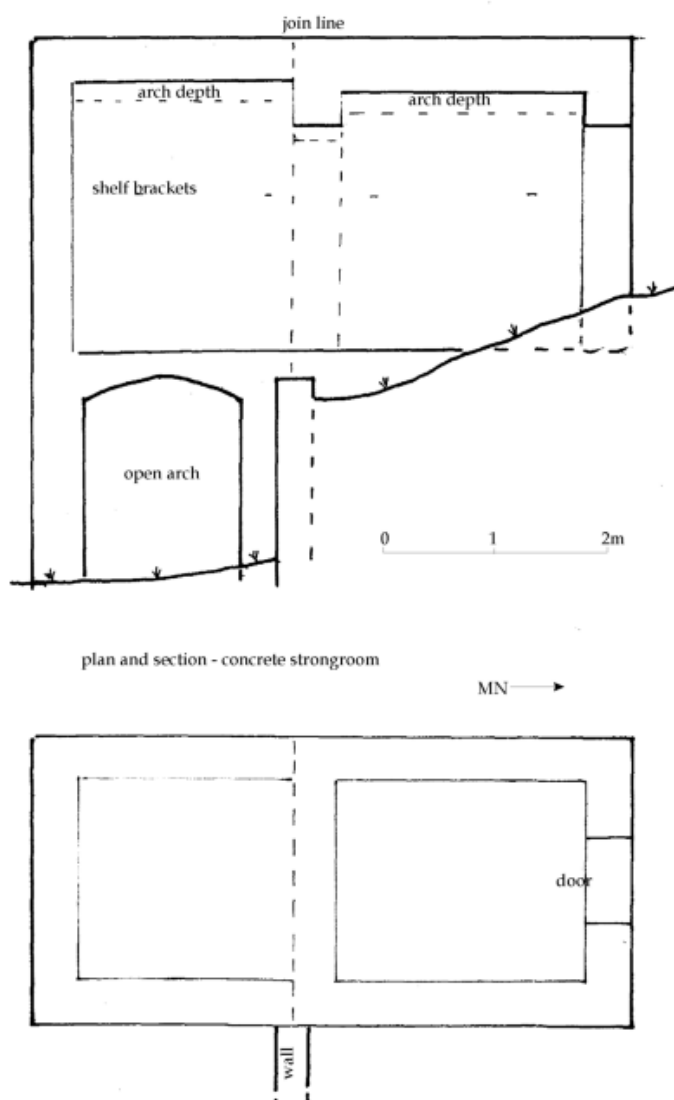 join line
arch depth
arch depth
shelf brackets
open arch
0 1 2m
plan and section - concrete strongroom
MN
door
wall